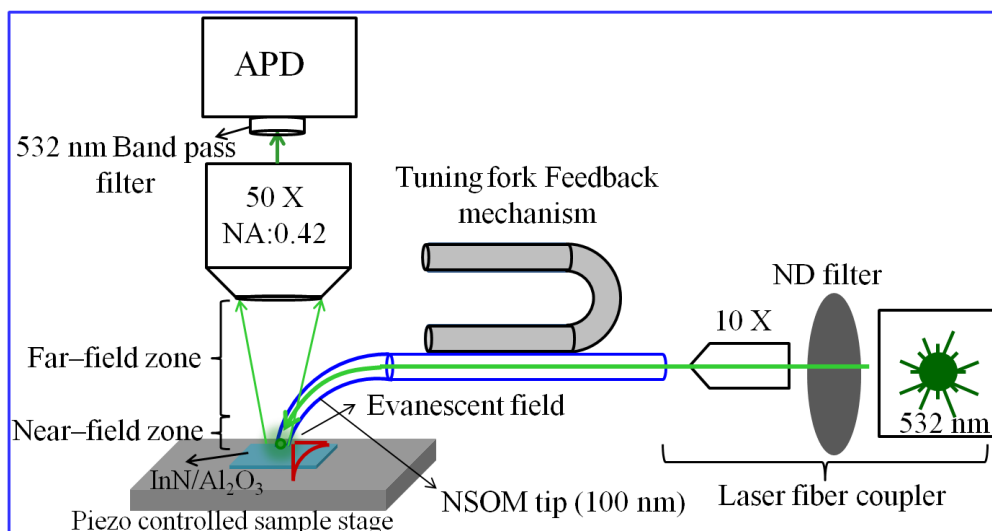 APD
532 nm Band pass
filter
50 X
NA:0.42
Tuning fork Feedback
mechanism
ND filter
10 X
532 nm
Far–field zone
Near–field zone
Evanescent field
InN/Al₂O₃
NSOM tip (100 nm)
Laser fiber coupler
Piezo controlled sample stage